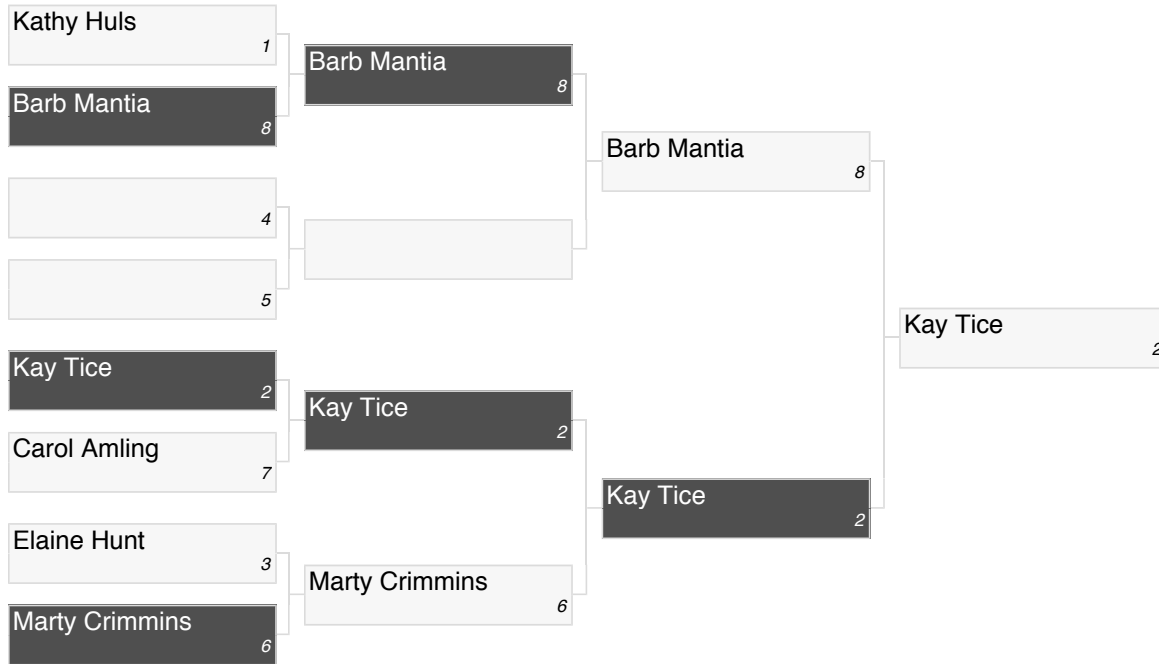 Kathy Huls
1
Barb Mantia
8
4
5
Kay Tice
2
Carol Amling
7
Elaine Hunt
3
Marty Crimmins
6
Barb Mantia
8
Kay Tice
2
Marty Crimmins
6
Barb Mantia
8
Kay Tice
2
Kay Tice
2